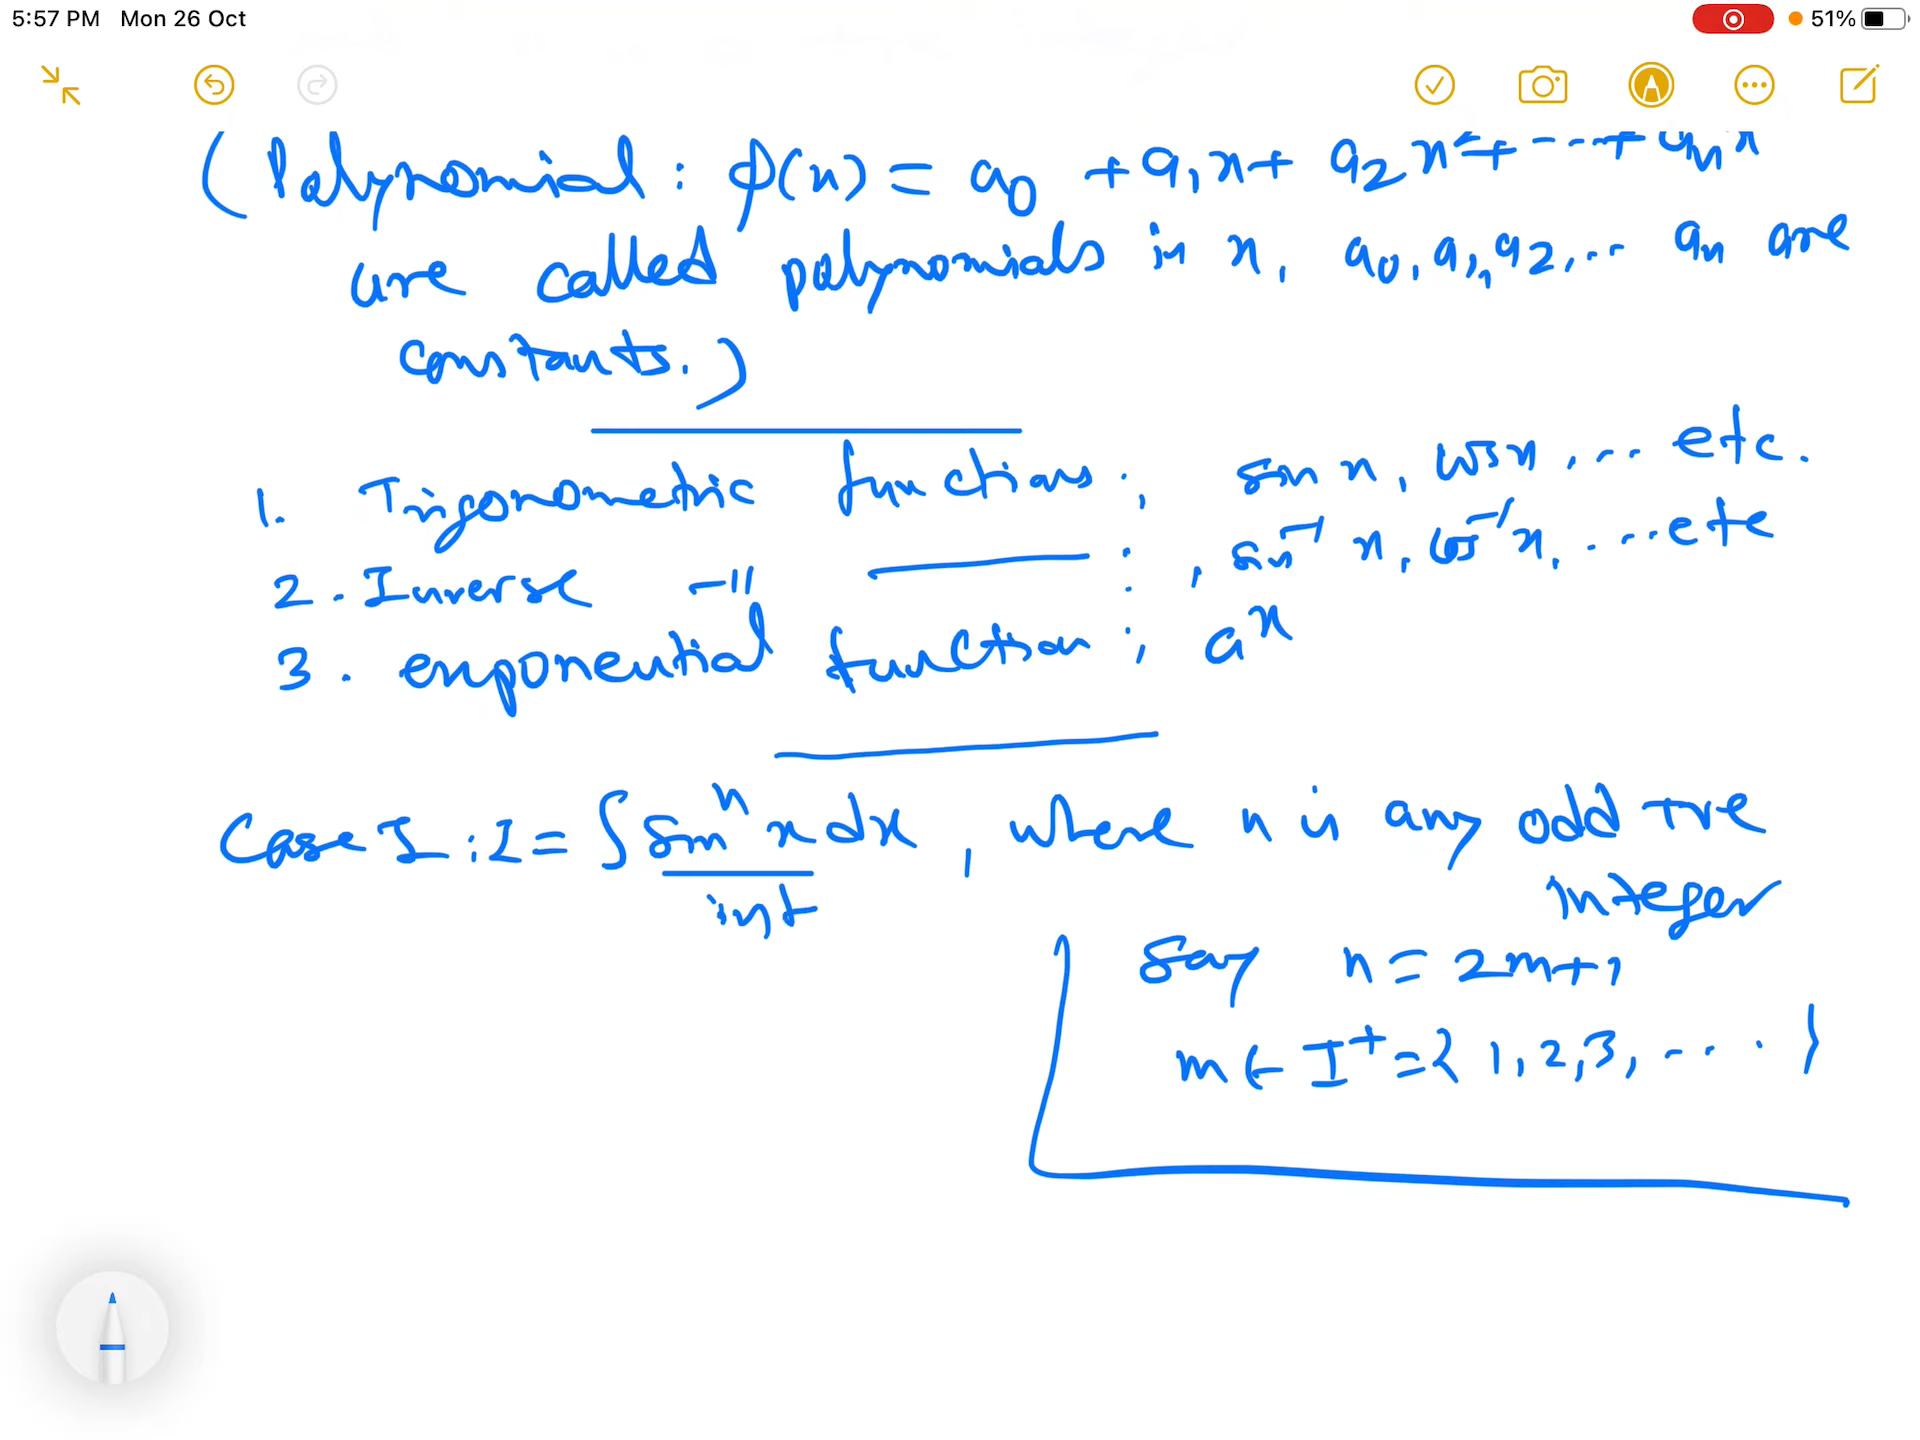 5:57 PM Mon 26 Oct 51%
( Polynomial : p(x) = a0 + a1x + a2x² + ---+ anx
are called polynomials in x, a0, a1, a2, .. an are
constants. )
1. Trigonometric functions ; sin x, cos x, ... etc.
2. Inverse –11 ——— : , sin⁻¹ x, cos⁻¹ x, ....etc
3. exponential function ; aˣ
Case I : I = ∫ sinⁿ x dx , where n is any odd +ve
int integer
Say n = 2m+1
m ∈ I⁺ = { 1, 2, 3, - - · · }